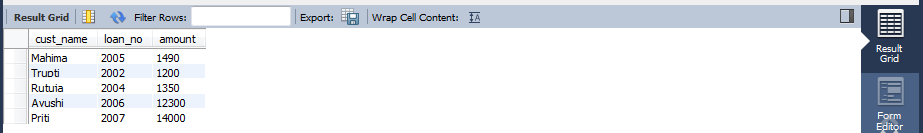 Result Grid Filter Rows: Export: Wrap Cell Content:
cust_name loan_no amount
Mahima 2005 1490
Trupti 2002 1200
Rutuja 2004 1350
Ayushi 2006 12300
Priti 2007 14000
Result
Grid
Form
Editor